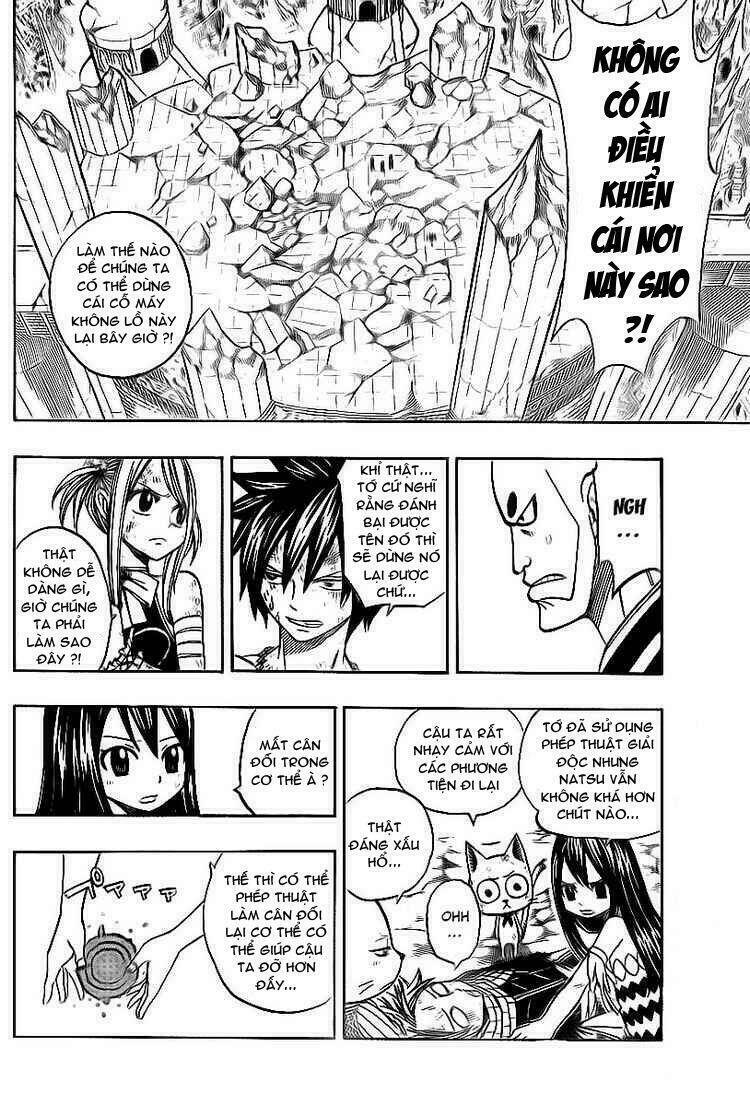 KHÔNG
CÓ AI
ĐIỀU
KHIỂN
CÁI NƠI
NÀY SAO
?!
LÀM THẾ NÀO
ĐỂ CHÚNG TA
CÓ THỂ DỪNG
CÁI CỖ MÁY
KHÔNG LỒ NÀY
LẠI BÂY GIỜ ?!
NGH
...
KHỈ THẬT...
TỚ CỨ NGHĨ
RẰNG ĐÁNH
BẠI ĐƯỢC
TÊN ĐÓ THÌ
SẼ DỪNG NÓ
LẠI ĐƯỢC
CHỨ...
THẬT
KHÔNG DỄ
DÀNG GÌ,
GIỜ CHÚNG
TA PHẢI
LÀM SAO
ĐÂY ?!
TỚ ĐÃ SỬ DỤNG
PHÉP THUẬT GIẢI
ĐỘC NHƯNG
NATSU VẪN
KHÔNG KHÁ HƠN
CHÚT NÀO...
CẬU TA RẤT
NHẠY CẢM VỚI
CÁC PHƯƠNG
TIỆN ĐI LẠI
THẬT
ĐÁNG XẤU
HỔ...
OHH
...
MẤT CÂN
ĐỐI TRONG
CƠ THỂ À ?
THẾ THÌ CÓ THỂ
PHÉP THUẬT
LÀM CÂN ĐỐI
LẠI CƠ THỂ CÓ
THỂ GIÚP CẬU
TA ĐỠ HƠN
ĐẤY...
パアアアア